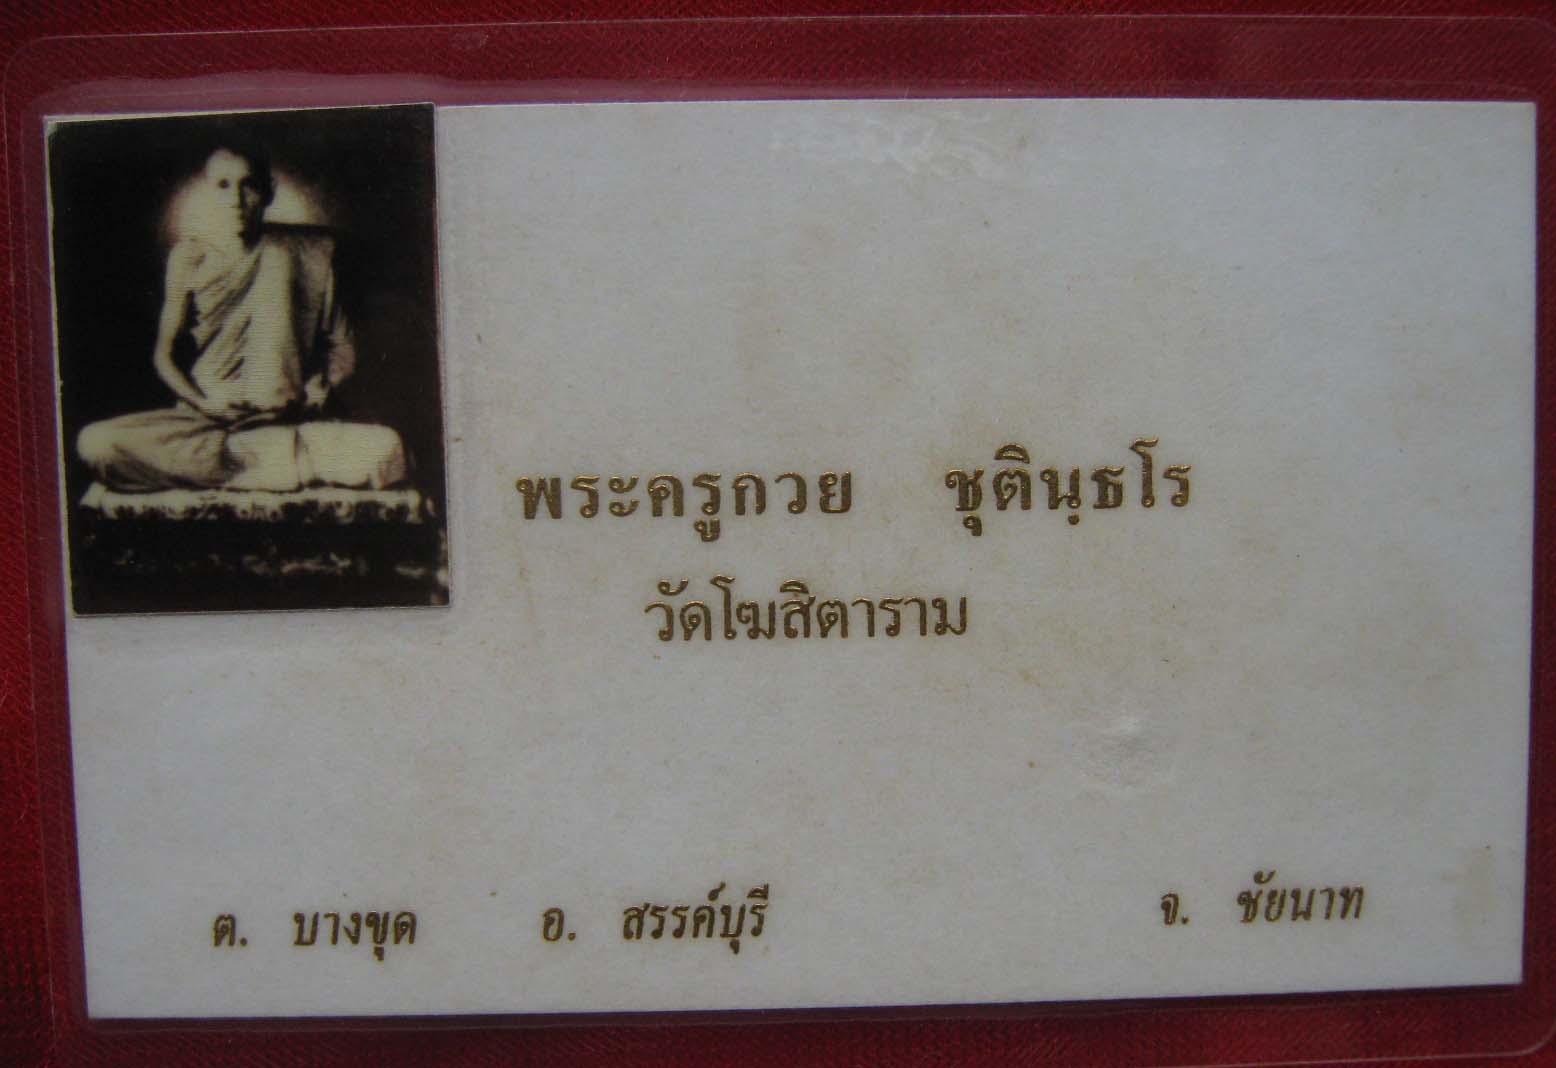 พระครูกวย ชุตินฺธโร
วัดโฆสิตาราม
ต. บางขุด อ. สรรค์บุรี จ. ชัยนาท